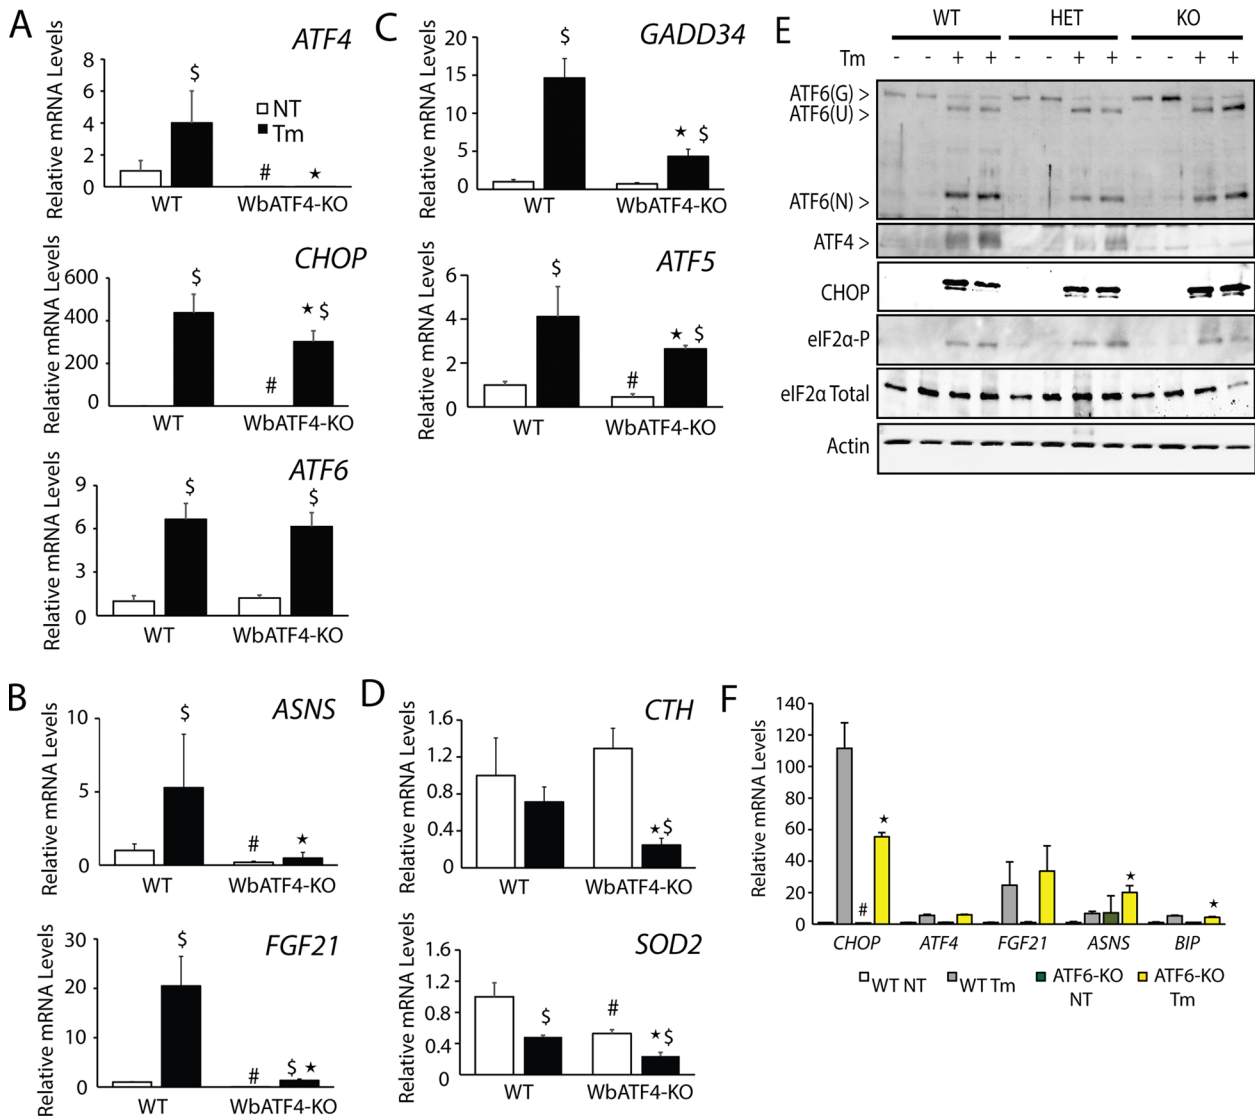 A
ATF4
Relative mRNA Levels
8
6
4
2
0
$
# ★
NT
Tm
WT WbATF4-KO
CHOP
Relative mRNA Levels
600
400
200
0
$
# ★ $
WT WbATF4-KO
ATF6
Relative mRNA Levels
9
6
3
0
$ $
WT WbATF4-KO
B
ASNS
Relative mRNA Levels
10
5
0
$
# ★
WT WbATF4-KO
FGF21
Relative mRNA Levels
30
20
10
0
$
# $ ★
WT WbATF4-KO
C
GADD34
Relative mRNA Levels
20
15
10
5
0
$
★ $
WT WbATF4-KO
ATF5
Relative mRNA Levels
6
4
2
0
$
# ★ $
WT WbATF4-KO
D
CTH
Relative mRNA Levels
1.6
1.2
0.8
0.4
0
★$
WT WbATF4-KO
SOD2
Relative mRNA Levels
1.6
1.2
0.8
0.4
0
$ # ★$
WT WbATF4-KO
E
WT HET KO
Tm - - + + - - + + - - + +
ATF6(G) >
ATF6(U) >
ATF6(N) >
ATF4 >
CHOP
eIF2α-P
eIF2α Total
Actin
F
Relative mRNA Levels
140
120
100
80
60
40
20
0
# ★ ★ ★
CHOP ATF4 FGF21 ASNS BIP
WT NT WT Tm ATF6-KO NT ATF6-KO Tm